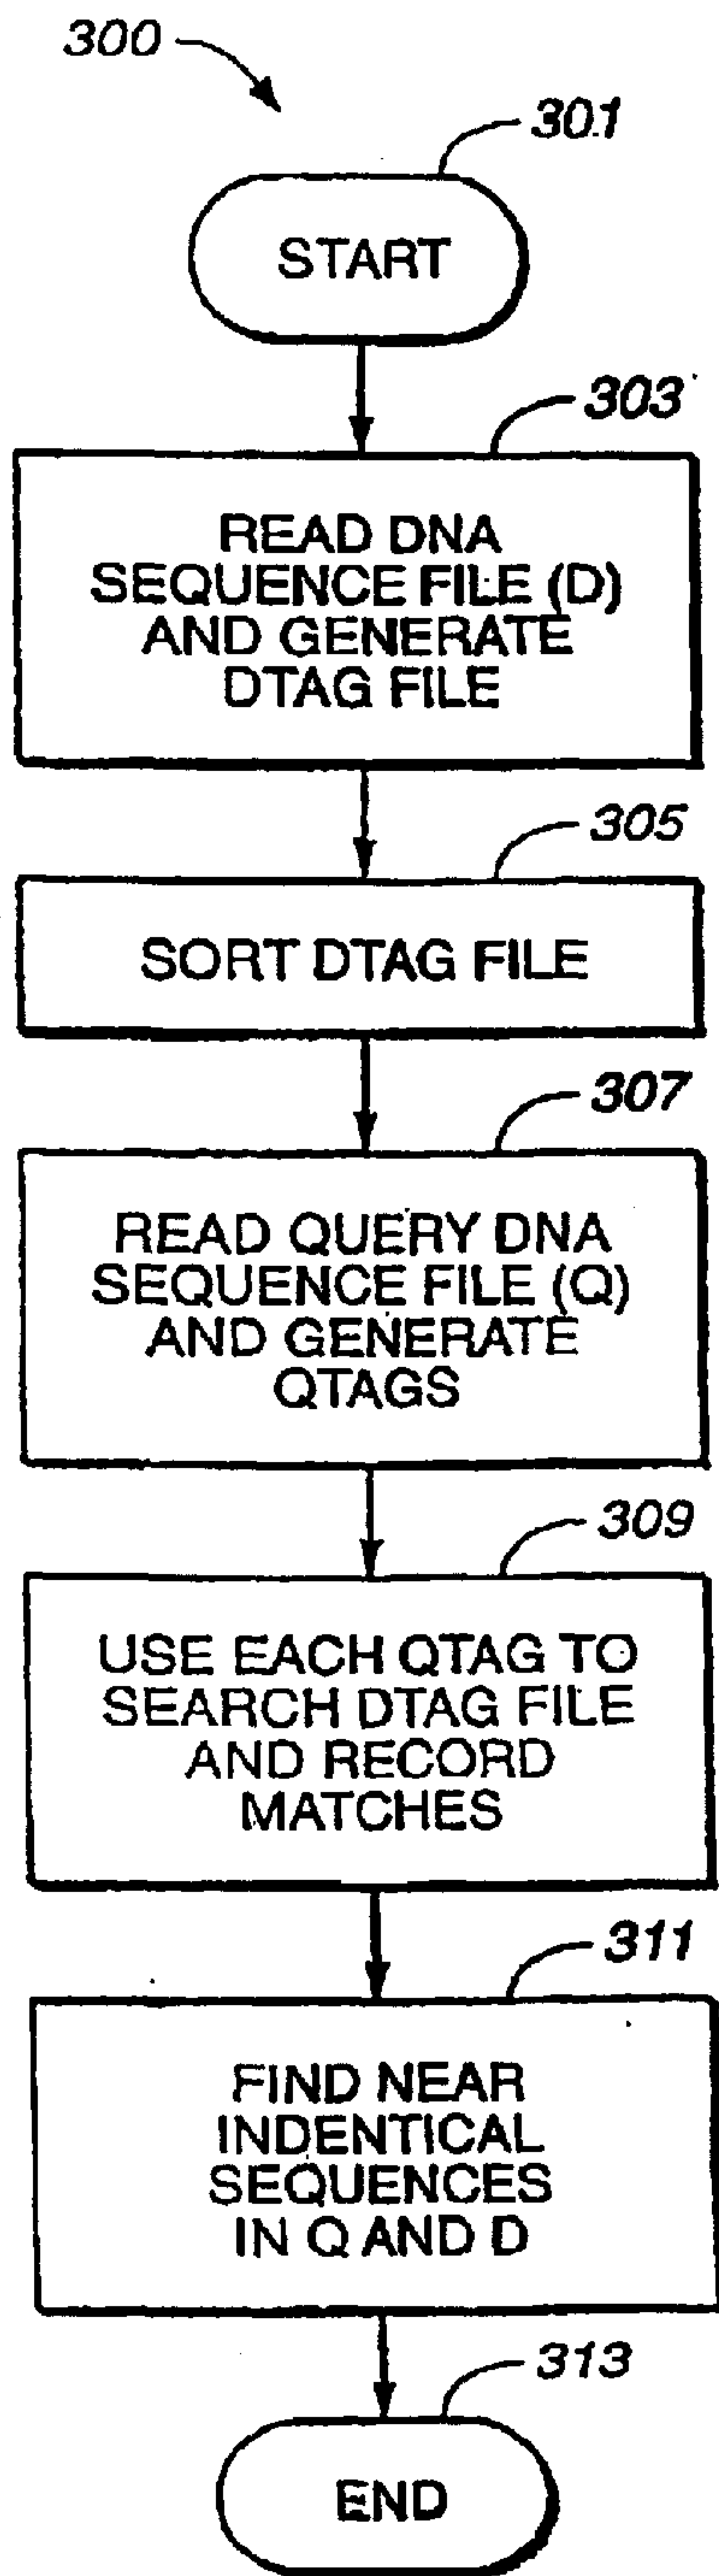 300
301
START
303
READ DNA
SEQUENCE FILE (D)
AND GENERATE
DTAG FILE
305
SORT DTAG FILE
307
READ QUERY DNA
SEQUENCE FILE (Q)
AND GENERATE
QTAGS
309
USE EACH QTAG TO
SEARCH DTAG FILE
AND RECORD
MATCHES
311
FIND NEAR
INDENTICAL
SEQUENCES
IN Q AND D
313
END